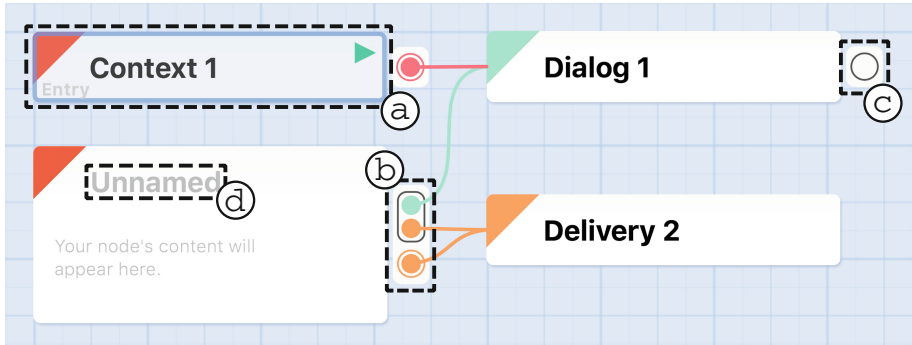 Context 1
Entry
a
Dialog 1
c
b
Unnamed
d
Your node's content will
appear here.
Delivery 2